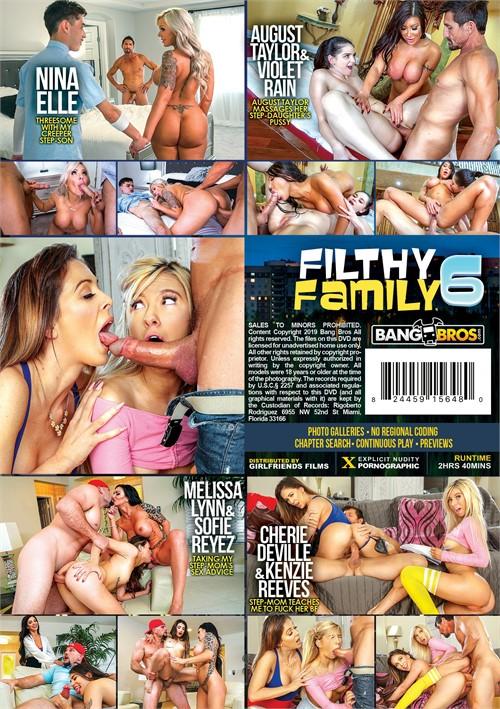 NINA
ELLE
THREESOME
WITH MY
CREEPER
STEP-SON
AUGUST
TAYLOR &
VIOLET
RAIN
AUGUST TAYLOR
MASSAGES HER
STEP-DAUGHTER'S
PUSSY
FILTHY
FAMILY 6
SALES TO MINORS PROHIBITED.
Content Copyright 2019 Bang Bros All
rights reserved. The files on this DVD are
licensed for unadvertised home use only.
All other rights retained by copyright pro-
prietor. Unless expressly authorized in
writing by the copyright owner. All
models were 18 years or older at the time
of the photography. The records required
by U.S.C.§ 2257 and associated regula-
tions with respect to this DVD (and all
graphical materials with it) are kept by
the Custodian of Records: Rigoberto
Rodriguez 6955 NW 52nd St Miami,
Florida 33166
BANG BROS.COM
8 24459 15648 0
PHOTO GALLERIES • NO REGIONAL CODING
CHAPTER SEARCH • CONTINUOUS PLAY • PREVIEWS
DISTRIBUTED BY
GIRLFRIENDS FILMS
X EXPLICIT NUDITY
PORNOGRAPHIC
RUNTIME
2HRS 40MINS
MELISSA
LYNN &
SOFIE
REYEZ
TAKING MY
STEP-MOM'S
SEX ADVICE
CHERIE
DEVILLE
& KENZIE
REEVES
STEP-MOM TEACHES
ME TO FUCK HER BF